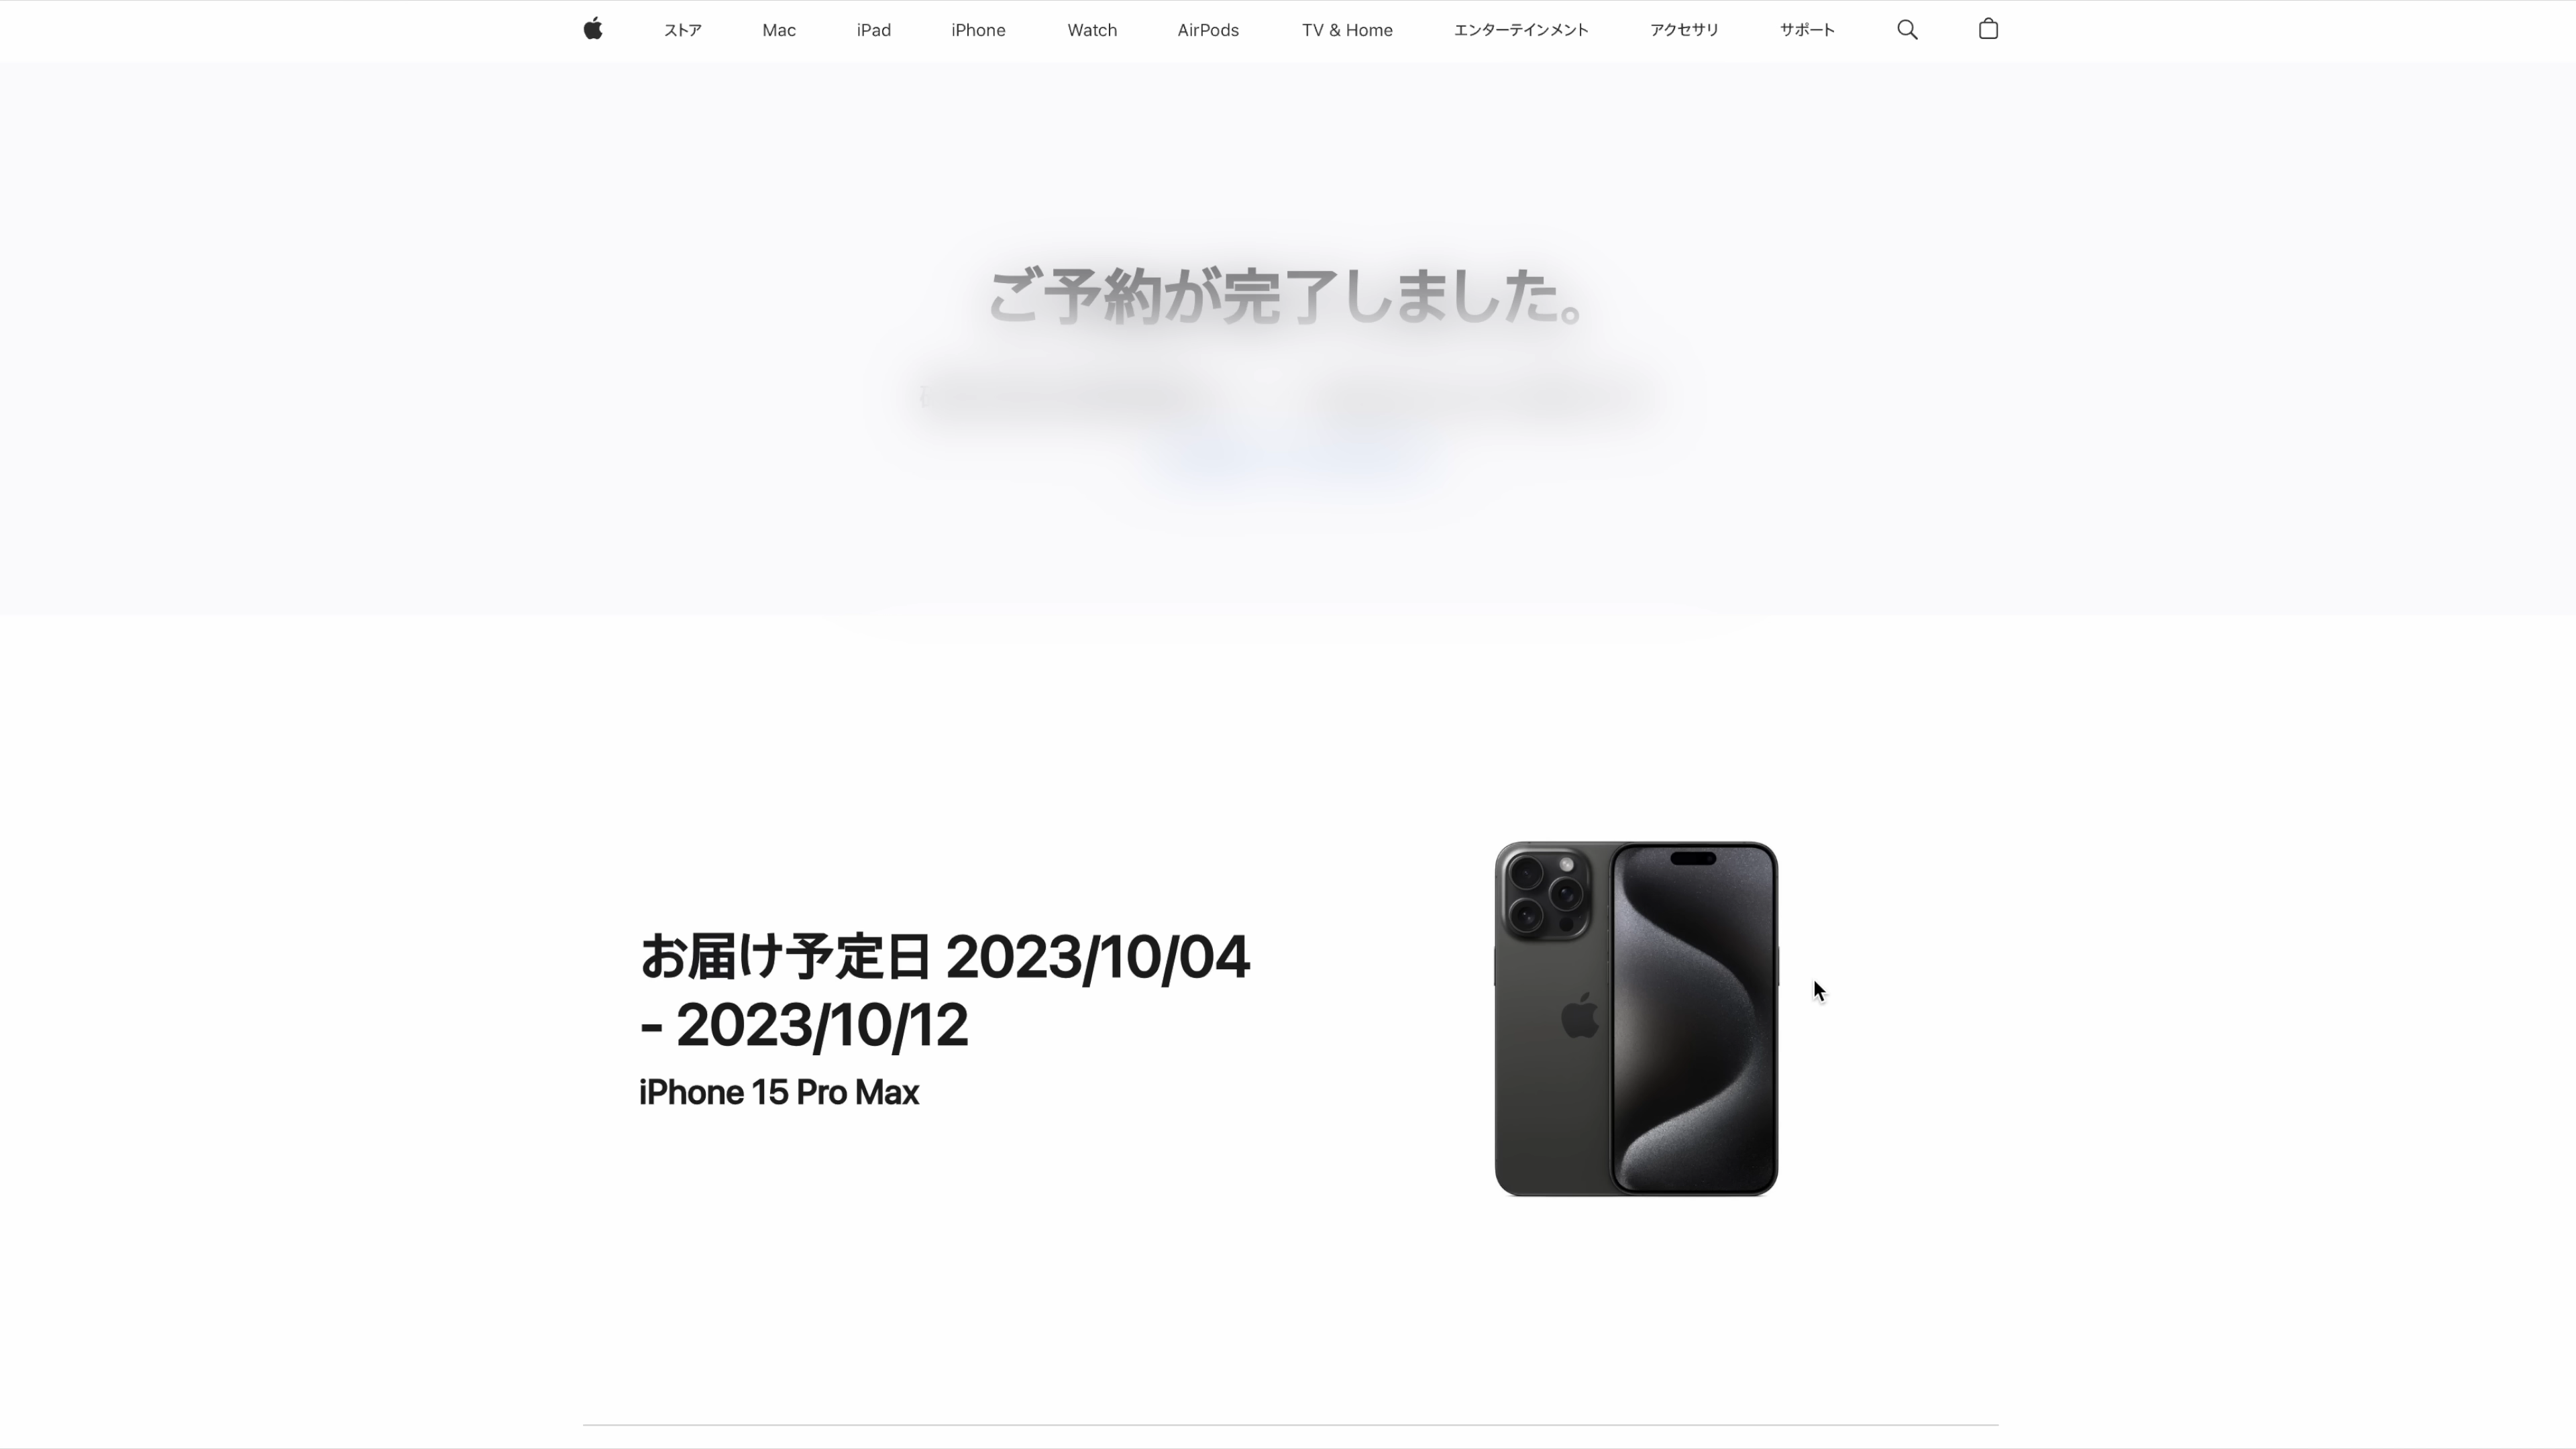 ストア Mac iPad iPhone Watch AirPods TV & Home エンターテインメント アクセサリ サポート
ご予約が完了しました。
お届け予定日 2023/10/04
- 2023/10/12
iPhone 15 Pro Max